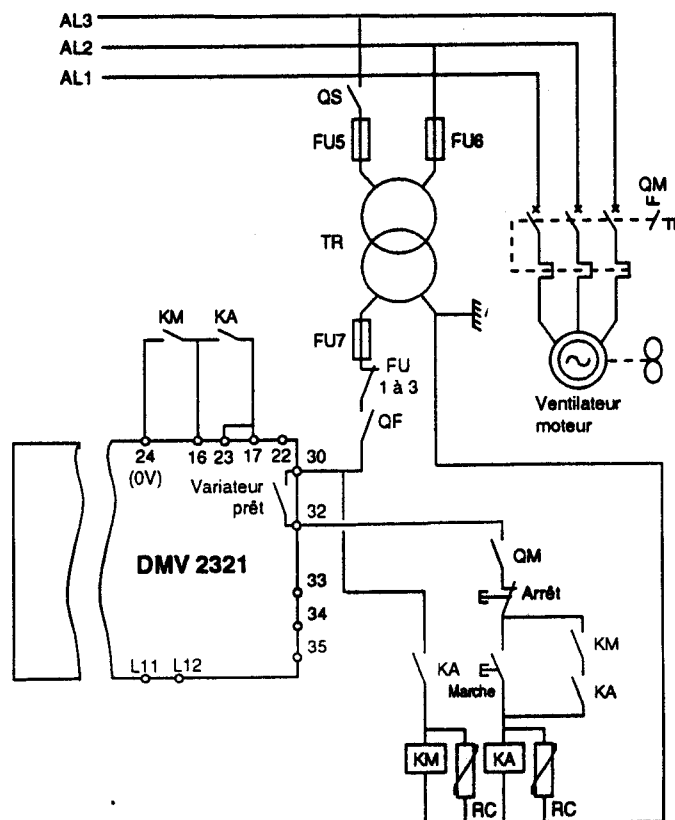 AL3
AL2
AL1
QS
FU5
FU6
QM
TR
KM
KA
FU7
FU
1 à 3
QF
Ventilateur
moteur
24
16
23
17
22
30
(0V)
Variateur
prêt
32
DMV 2321
QM
33
Arrêt
34
KM
35
L11
L12
KA
Marche
KA
KM
KA
RC
RC